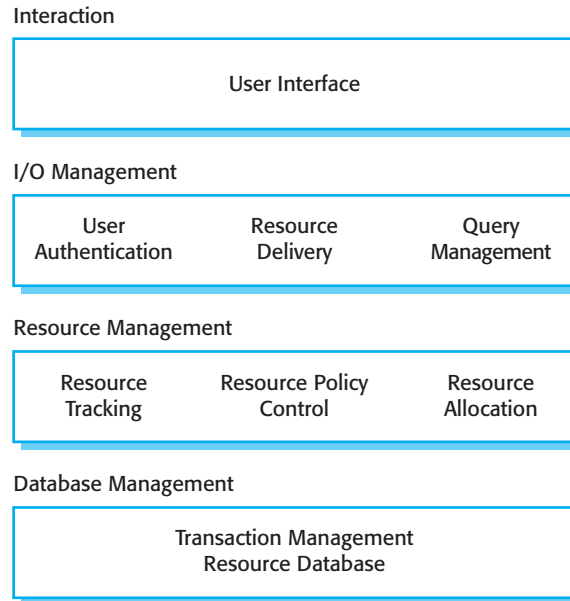 Interaction
User Interface
I/O Management
User Authentication
Resource Delivery
Query Management
Resource Management
Resource Tracking
Resource Policy Control
Resource Allocation
Database Management
Transaction Management
Resource Database